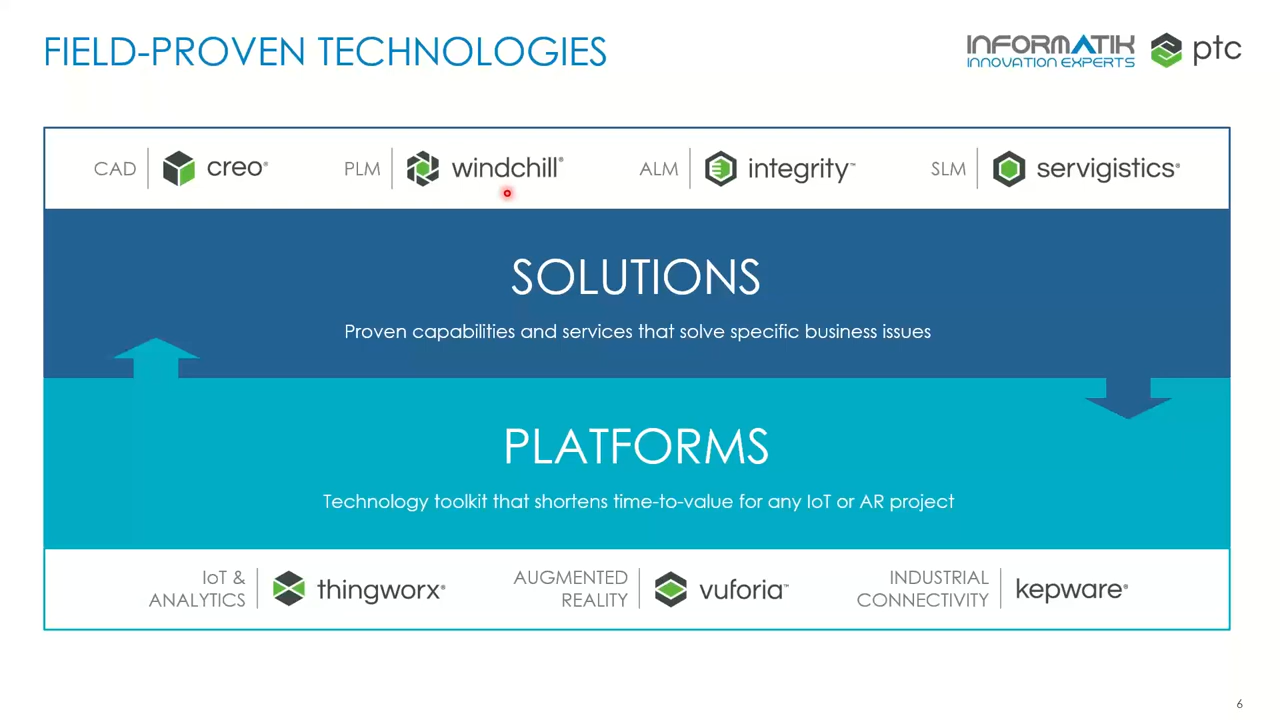 FIELD-PROVEN TECHNOLOGIES
INFORMATIK
INNOVATION EXPERTS
ptc
CAD
creo®
PLM
windchill®
ALM
integrity™
SLM
servigistics®
SOLUTIONS
Proven capabilities and services that solve specific business issues
PLATFORMS
Technology toolkit that shortens time-to-value for any IoT or AR project
IoT &
ANALYTICS
thingworx®
AUGMENTED
REALITY
vuforia™
INDUSTRIAL
CONNECTIVITY
kepware®
6